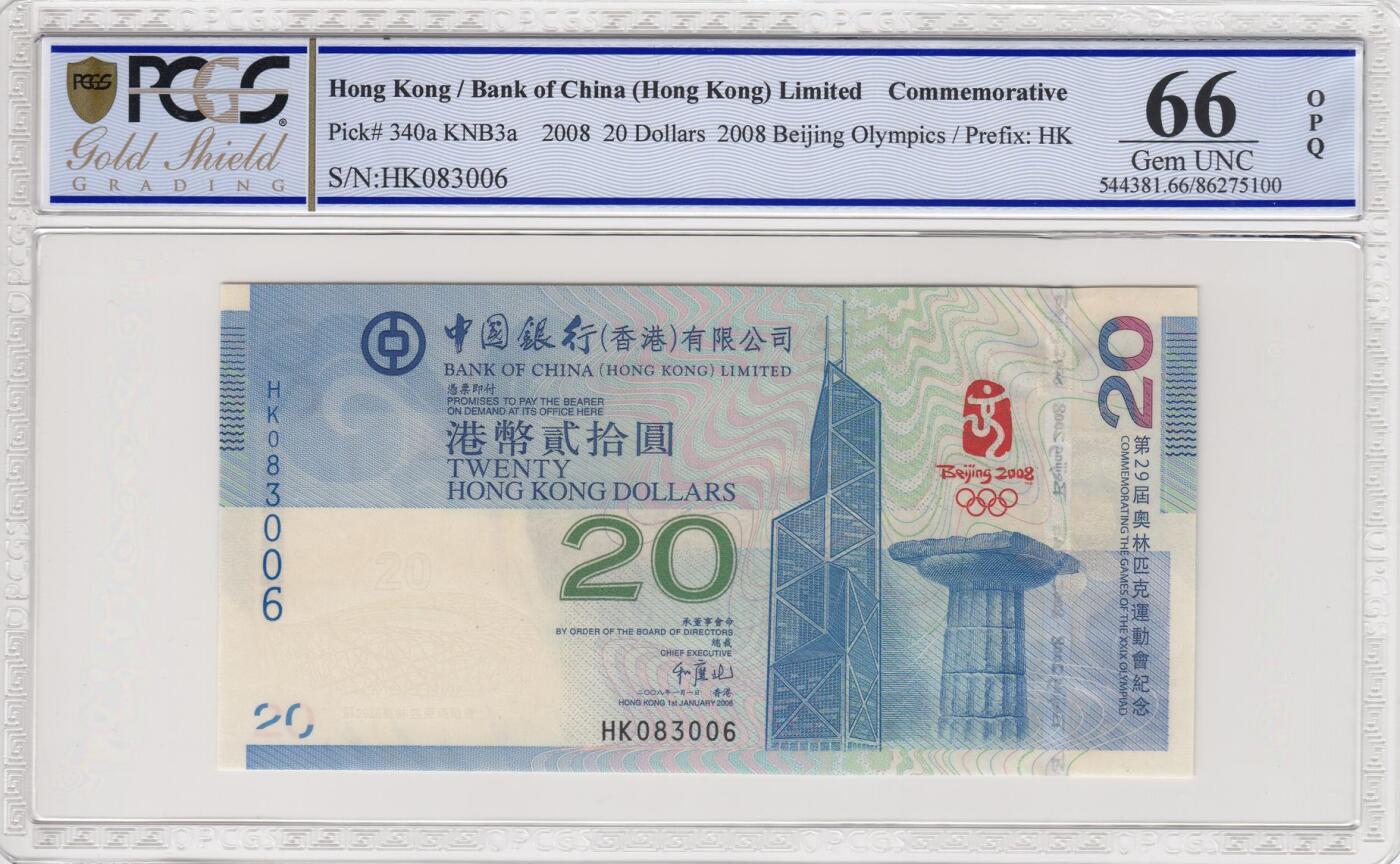 PCGS
PCGS®
Gold Shield
GRADING
Hong Kong / Bank of China (Hong Kong) Limited Commemorative
Pick# 340a KNB3a 2008 20 Dollars 2008 Beijing Olympics / Prefix: HK
S/N:HK083006
66
Gem UNC
544381.66/86275100
OPQ
中國銀行(香港)有限公司
BANK OF CHINA (HONG KONG) LIMITED
憑票即付
PROMISES TO PAY THE BEARER
ON DEMAND AT ITS OFFICE HERE
港幣貳拾圓
TWENTY
HONG KONG DOLLARS
HK083006
20
20
承董事會命
BY ORDER OF THE BOARD OF DIRECTORS
總裁
CHIEF EXECUTIVE
二〇〇八年一月一日 香港
HONG KONG 1st JANUARY 2008
HK083006
20
Beijing 2008
20
第29屆奧林匹克運動會紀念
COMMEMORATING THE GAMES OF THE XXIX OLYMPIAD